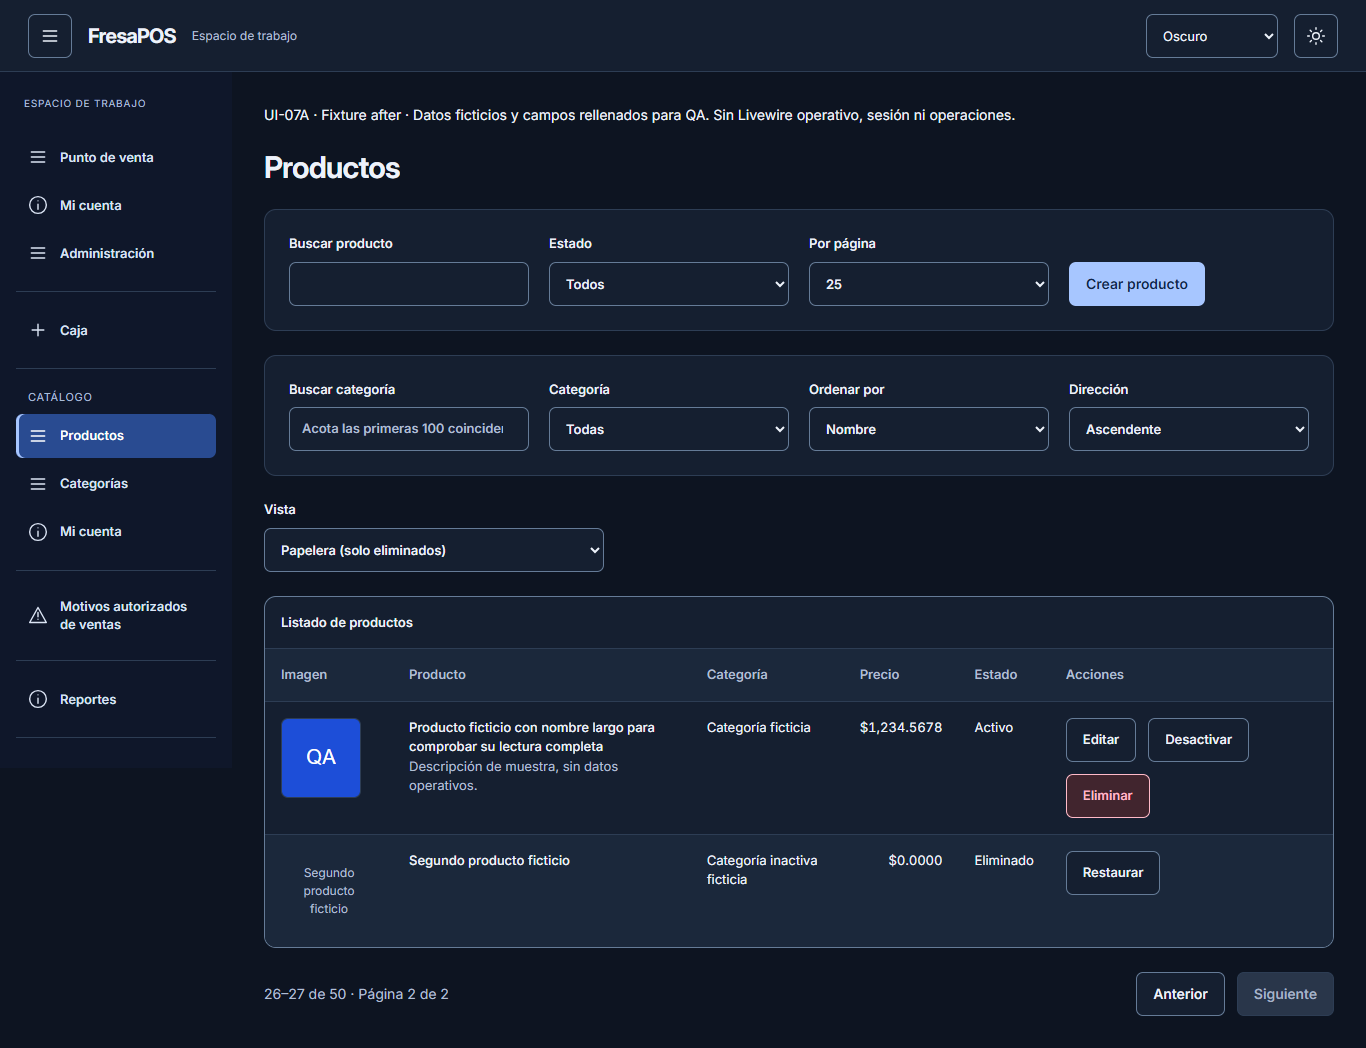 FresaPOS
Espacio de trabajo
Oscuro
ESPACIO DE TRABAJO
Punto de venta
Mi cuenta
Administración
Caja
CATÁLOGO
Productos
Categorías
Mi cuenta
Motivos autorizados
de ventas
Reportes
UI-07A · Fixture after · Datos ficticios y campos rellenados para QA. Sin Livewire operativo, sesión ni operaciones.
Productos
Buscar producto
Estado
Por página
Todos
25
Crear producto
Buscar categoría
Categoría
Ordenar por
Dirección
Acota las primeras 100 coincide
Todas
Nombre
Ascendente
Vista
Papelera (solo eliminados)
Listado de productos
Imagen
Producto
Categoría
Precio
Estado
Acciones
QA
Producto ficticio con nombre largo para
comprobar su lectura completa
Descripción de muestra, sin datos
operativos.
Categoría ficticia
$1,234.5678
Activo
Editar
Desactivar
Eliminar
Segundo
producto
ficticio
Segundo producto ficticio
Categoría inactiva
ficticia
$0.0000
Eliminado
Restaurar
26–27 de 50 · Página 2 de 2
Anterior
Siguiente